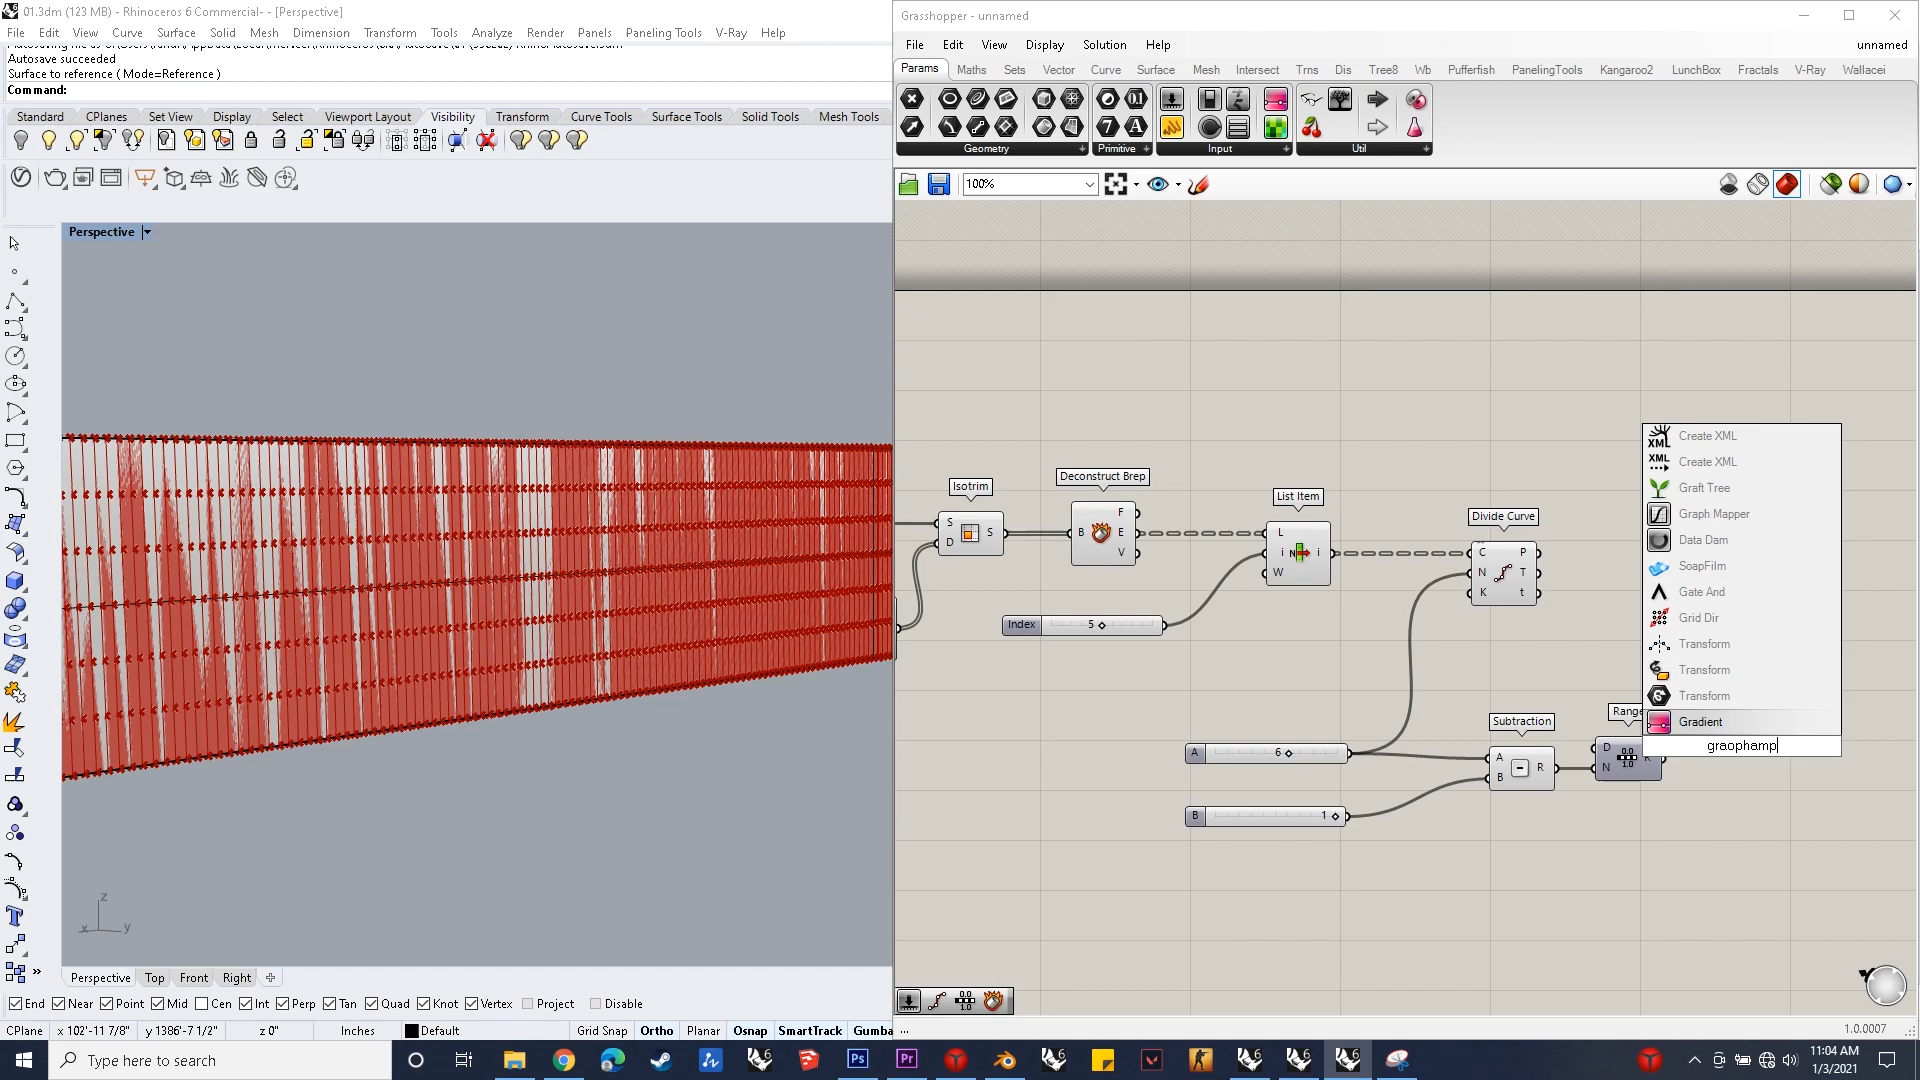 01.3dm (123 MB) - Rhinoceros 6 Commercial- - [Perspective]
File Edit View Curve Surface Solid Mesh Dimension Transform Tools Analyze Render Panels Paneling Tools V-Ray Help
Autosave succeeded
Surface to reference ( Mode=Reference )
Command:
Standard CPlanes Set View Display Select Viewport Layout Visibility Transform Curve Tools Surface Tools Solid Tools Mesh Tools
Perspective
z
x y
Perspective Top Front Right
End Near Point Mid Cen Int Perp Tan Quad Knot Vertex Project Disable
CPlane x 102'-11 7/8" y 1386'-7 1/2" z 0" Inches Default Grid Snap Ortho Planar Osnap SmartTrack Gumba
Grasshopper - unnamed
File Edit View Display Solution Help unnamed
Params Maths Sets Vector Curve Surface Mesh Intersect Trns Dis Tree8 Wb Pufferfish PanelingTools Kangaroo2 LunchBox Fractals V-Ray Wallacei
Geometry Primitive Input Util
100%
Isotrim
S D S
Deconstruct Brep
B F E V
List Item
L i W N i
Divide Curve
C N K P T t
Index 5
A 6
B 1
Subtraction
A B R
Range
D N 0.0 1.0 R
Create XML
Create XML
Graft Tree
Graph Mapper
Data Dam
SoapFilm
Gate And
Grid Dir
Transform
Transform
Transform
Gradient
graophamp
...
1.0.0007
Type here to search
11:04 AM
1/3/2021